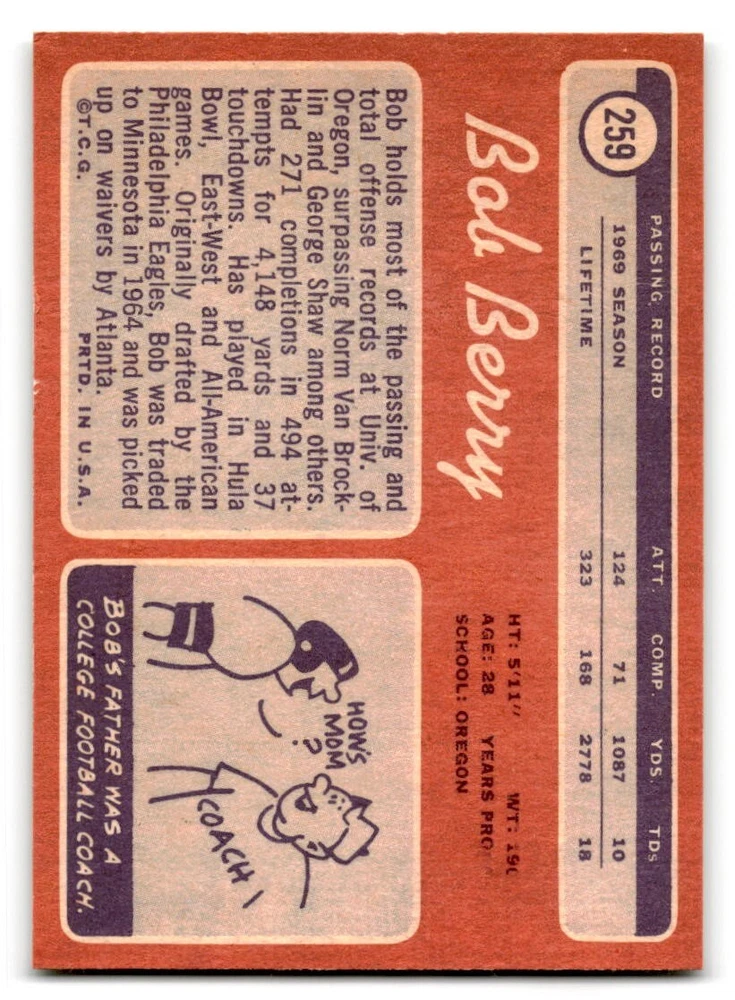 259
PASSING RECORD ATT. COMP. YDS. TDs
1969 SEASON 124 71 1087 10
LIFETIME 323 168 2778 18
Bob Berry
HT: 5'11" WT: 190
AGE: 28 YEARS PRO:
SCHOOL: OREGON
Bob holds most of the passing and
total offense records at Univ. of
Oregon, surpassing Norm Van Brock-
lin and George Shaw among others.
Had 271 completions in 494 at-
tempts for 4,148 yards and 37
touchdowns. Has played in Hula
Bowl, East-West and All-American
games. Originally drafted by the
Philadelphia Eagles, Bob was traded
to Minnesota in 1964 and was picked
up on waivers by Atlanta.
©T.C.G. PRTD. IN U.S.A.
HOW'S
MOM
?
COACH
BOB'S FATHER WAS A
COLLEGE FOOTBALL COACH.